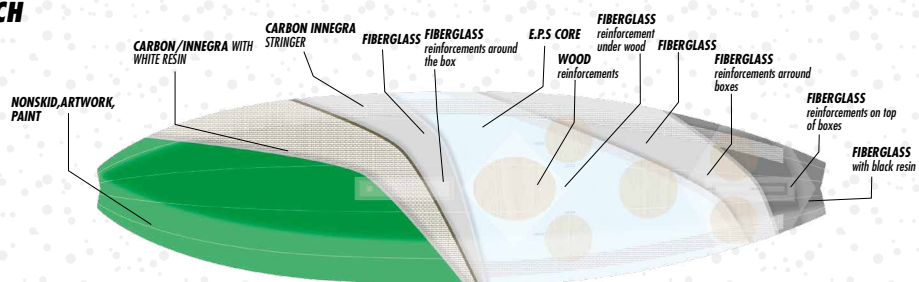 CH
CARBON/INNEGRA WITH
WHITE RESIN
CARBON INNEGRA
STRINGER
FIBERGLASS
FIBERGLASS
reinforcements around
the box
E.P.S CORE
WOOD
reinforcements
FIBERGLASS
reinforcement
under wood
FIBERGLASS
FIBERGLASS
reinforcements arround
boxes
NONSKID,ARTWORK,
PAINT
FIBERGLASS
reinforcements on top
of boxes
FIBERGLASS
with black resin